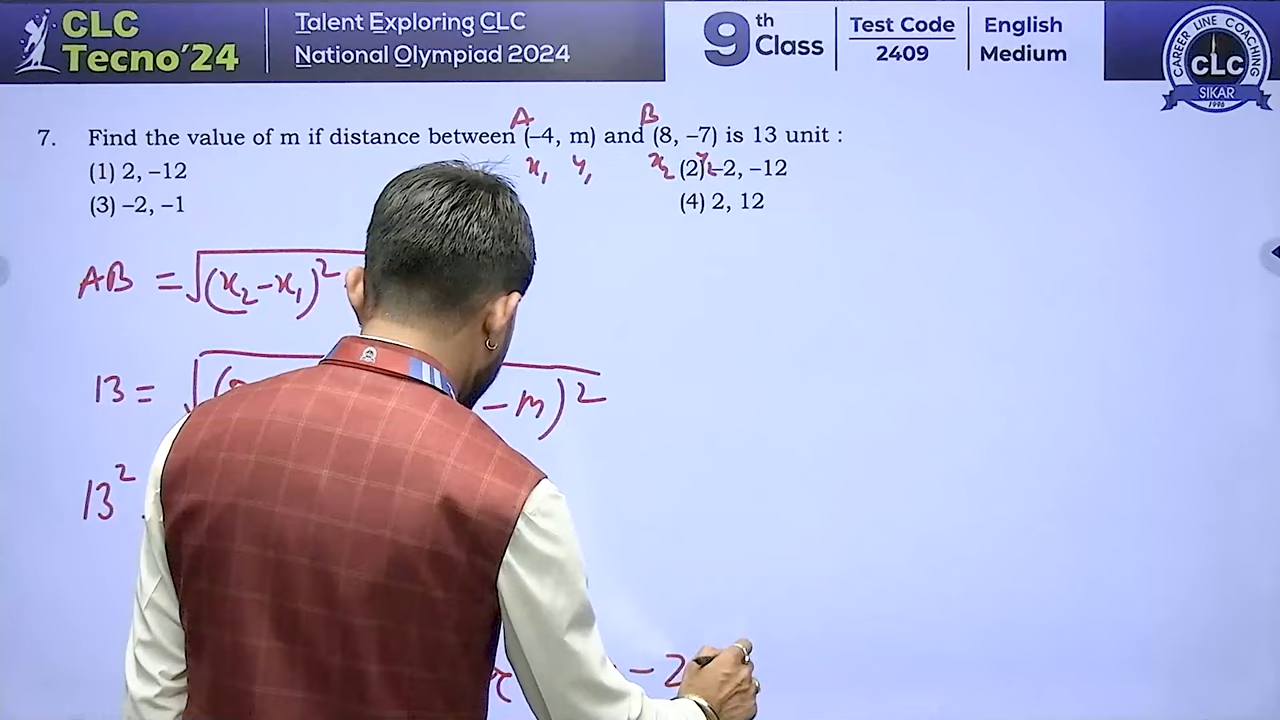 CLC
Tecno'24
Talent Exploring CLC
National Olympiad 2024
9th Class
Test Code
2409
English
Medium
CAREER LINE COACHING
CLC
SIKAR
1996
A B
7. Find the value of m if distance between (–4, m) and (8, –7) is 13 unit :
x₁ y₁ x₂ y₂
(1) 2, –12 (2) –2, –12
(3) –2, –1 (4) 2, 12
AB = √(x₂-x₁)²
13 = √( - m)²
13²
- 2